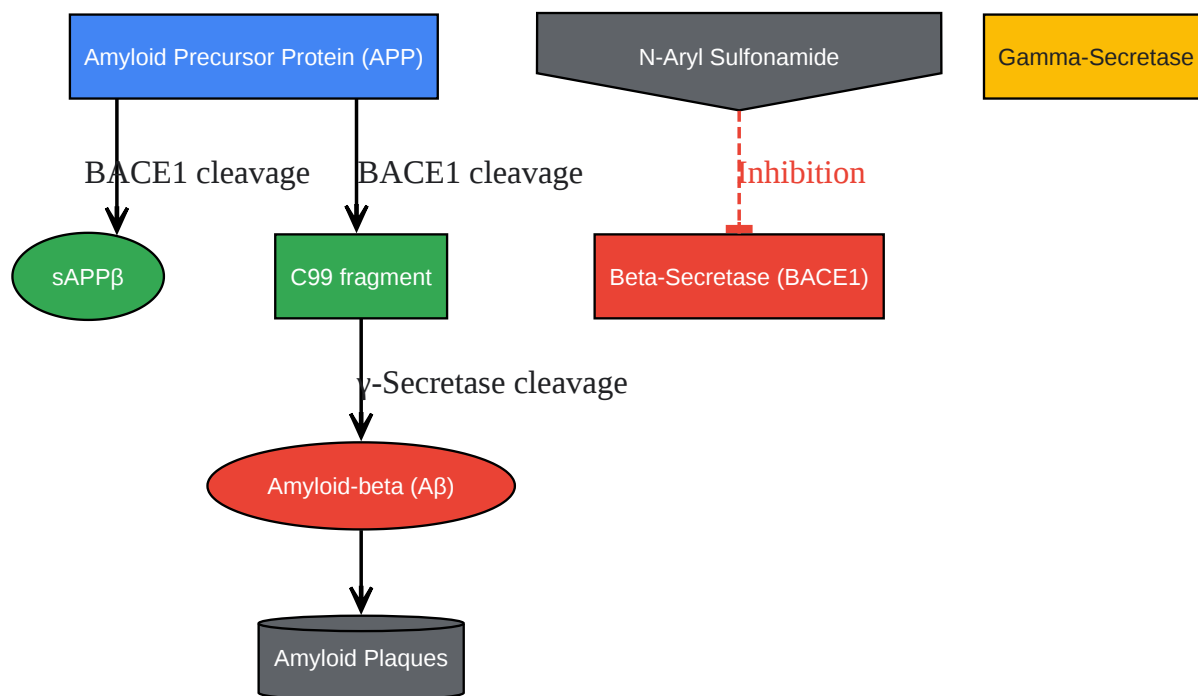 Amyloid Precursor Protein (APP)
N-Aryl Sulfonamide
Gamma-Secretase
BACE1 cleavage
BACE1 cleavage
Inhibition
sAPPβ
C99 fragment
Beta-Secretase (BACE1)
γ-Secretase cleavage
Amyloid-beta (Aβ)
Amyloid Plaques